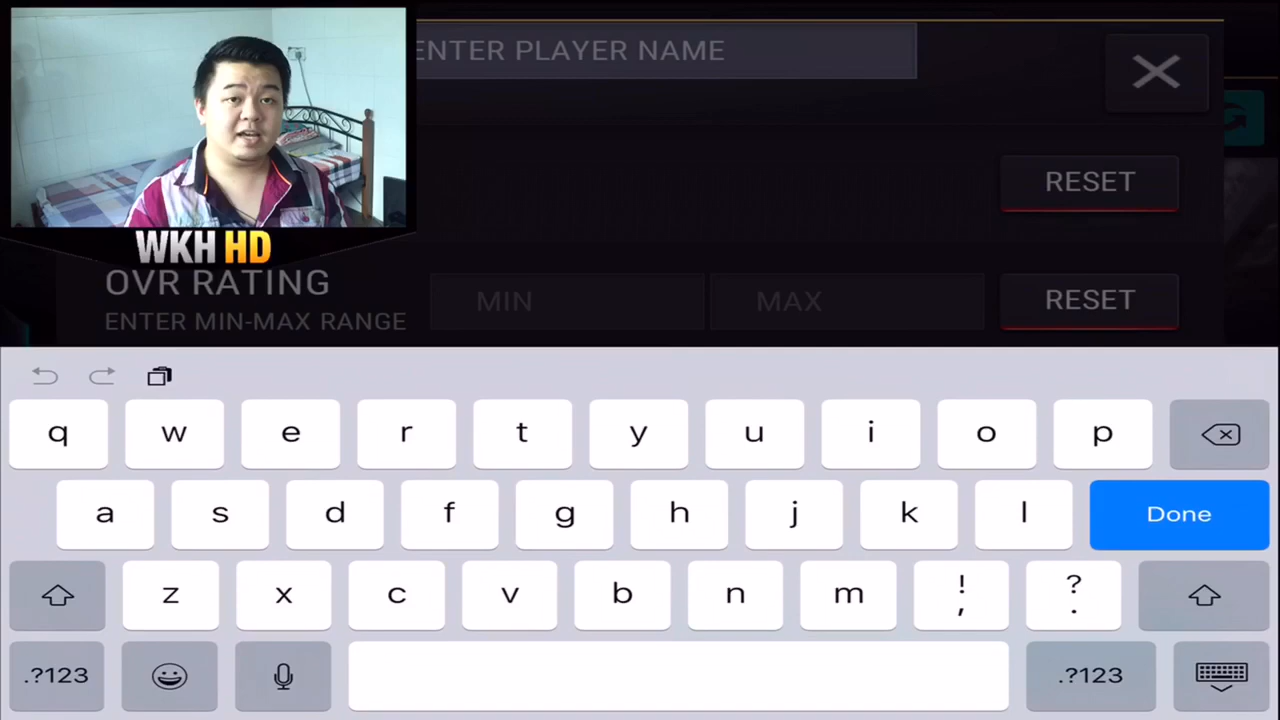 ENTER PLAYER NAME
RESET
WKH HD
OVR RATING
ENTER MIN-MAX RANGE
MIN
MAX
RESET
q w e r t y u i o p
a s d f g h j k l Done
z x c v b n m ! , ? .
.?123 .?123